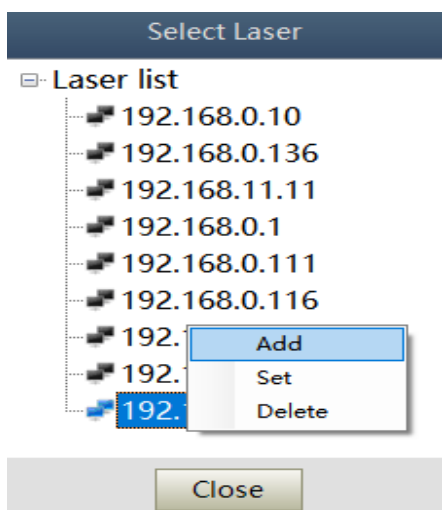 Select Laser
Laser list
192.168.0.10
192.168.0.136
192.168.11.11
192.168.0.1
192.168.0.111
192.168.0.116
192.
Add
192.
Set
192.
Delete
Close